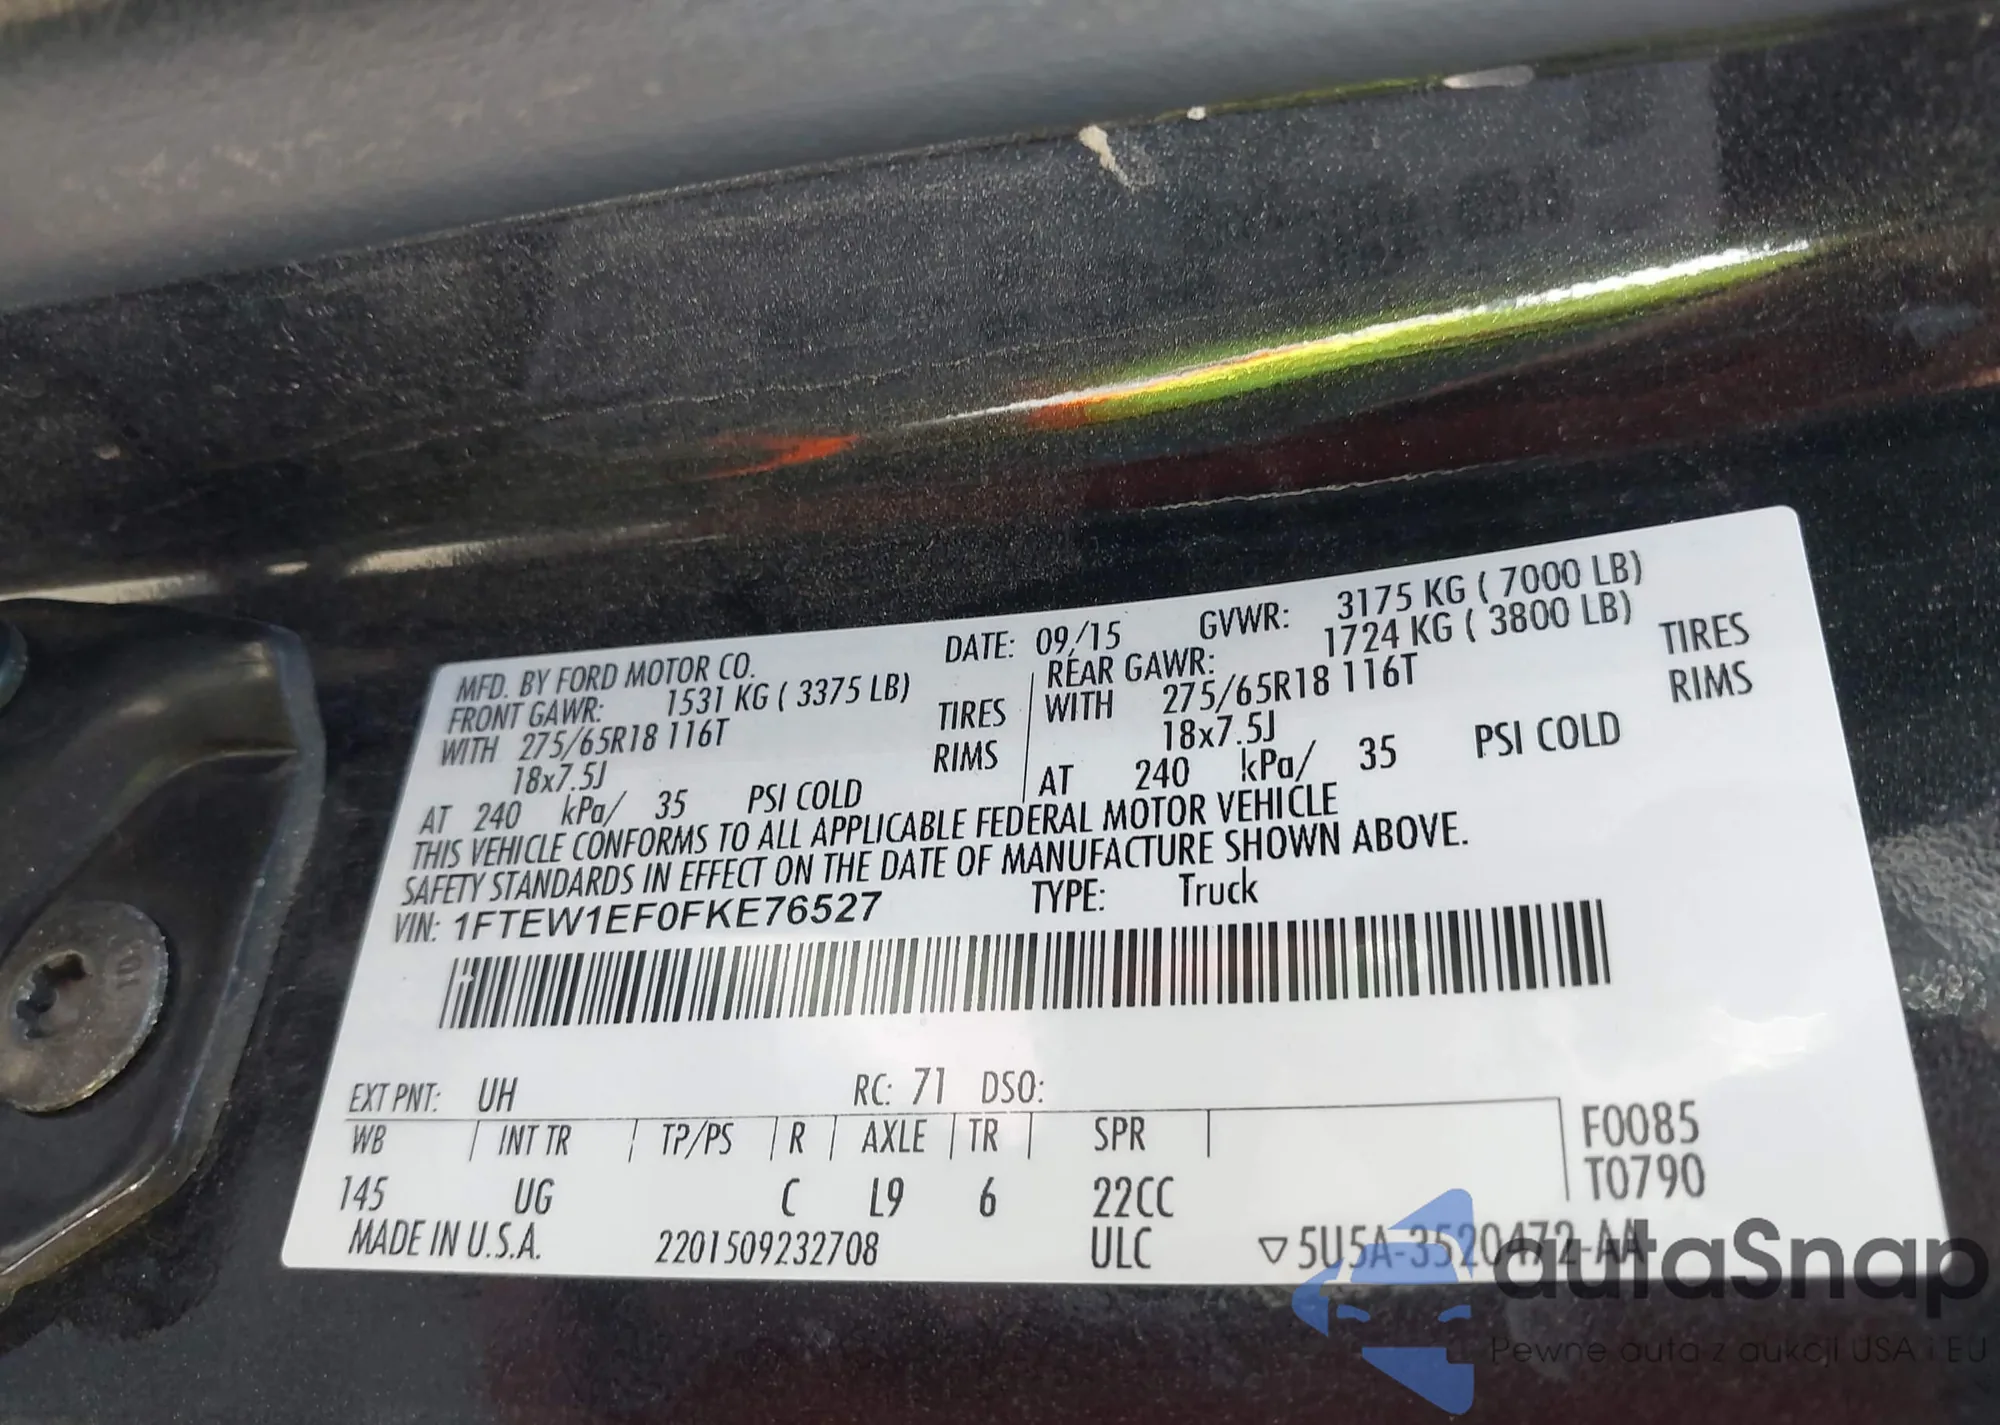 MFD. BY FORD MOTOR CO. DATE: 09/15 GVWR: 3175 KG ( 7000 LB)
FRONT GAWR: 1531 KG ( 3375 LB) REAR GAWR: 1724 KG ( 3800 LB)
WITH 275/65R18 116T TIRES WITH 275/65R18 116T TIRES
18x7.5J RIMS 18x7.5J RIMS
AT 240 kPa/ 35 PSI COLD AT 240 kPa/ 35 PSI COLD
THIS VEHICLE CONFORMS TO ALL APPLICABLE FEDERAL MOTOR VEHICLE
SAFETY STANDARDS IN EFFECT ON THE DATE OF MANUFACTURE SHOWN ABOVE.
VIN: 1FTEW1EF0FKE76527 TYPE: Truck
EXT PNT: UH RC: 71 DSO:
WB INT TR TP/PS R AXLE TR SPR F0085
145 UG C L9 6 22CC T0790
MADE IN U.S.A. 2201509232708 ULC ▽5U5A-3520472-AA
autaSnap
Pewne auta z aukcji USA i EU